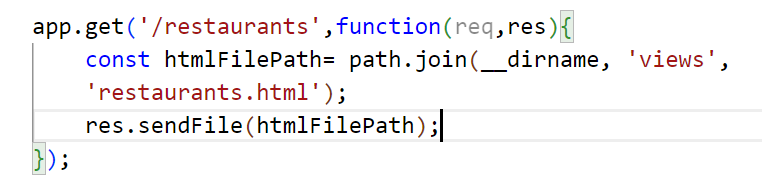 app.get('/restaurants',function(req,res){
    const htmlFilePath= path.join(__dirname, 'views',
    'restaurants.html');
    res.sendFile(htmlFilePath);
});